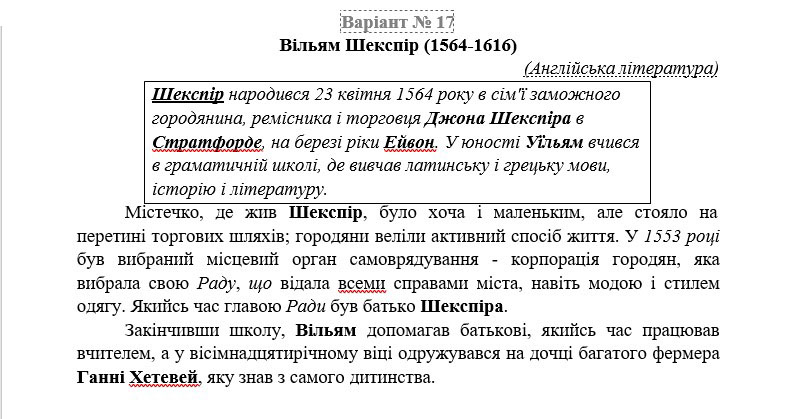 Варіант № 17
Вільям Шекспір (1564-1616)
(Англійська література)
Шекспір народився 23 квітня 1564 року в сім'ї заможного
городянина, ремісника і торговця Джона Шекспіра в
Стратфорде, на березі ріки Ейвон. У юності Уїльям вчився
в граматичній школі, де вивчав латинську і грецьку мови,
історію і літературу.
Містечко, де жив Шекспір, було хоча і маленьким, але стояло на
перетині торгових шляхів; городяни веліли активний спосіб життя. У 1553 році
був вибраний місцевий орган самоврядування - корпорація городян, яка
вибрала свою Раду, що відала всеми справами міста, навіть модою і стилем
одягу. Якийсь час главою Ради був батько Шекспіра.
Закінчивши школу, Вільям допомагав батькові, якийсь час працював
вчителем, а у вісімнадцятирічному віці одружувався на дочці багатого фермера
Ганні Хетевей, яку знав з самого дитинства.